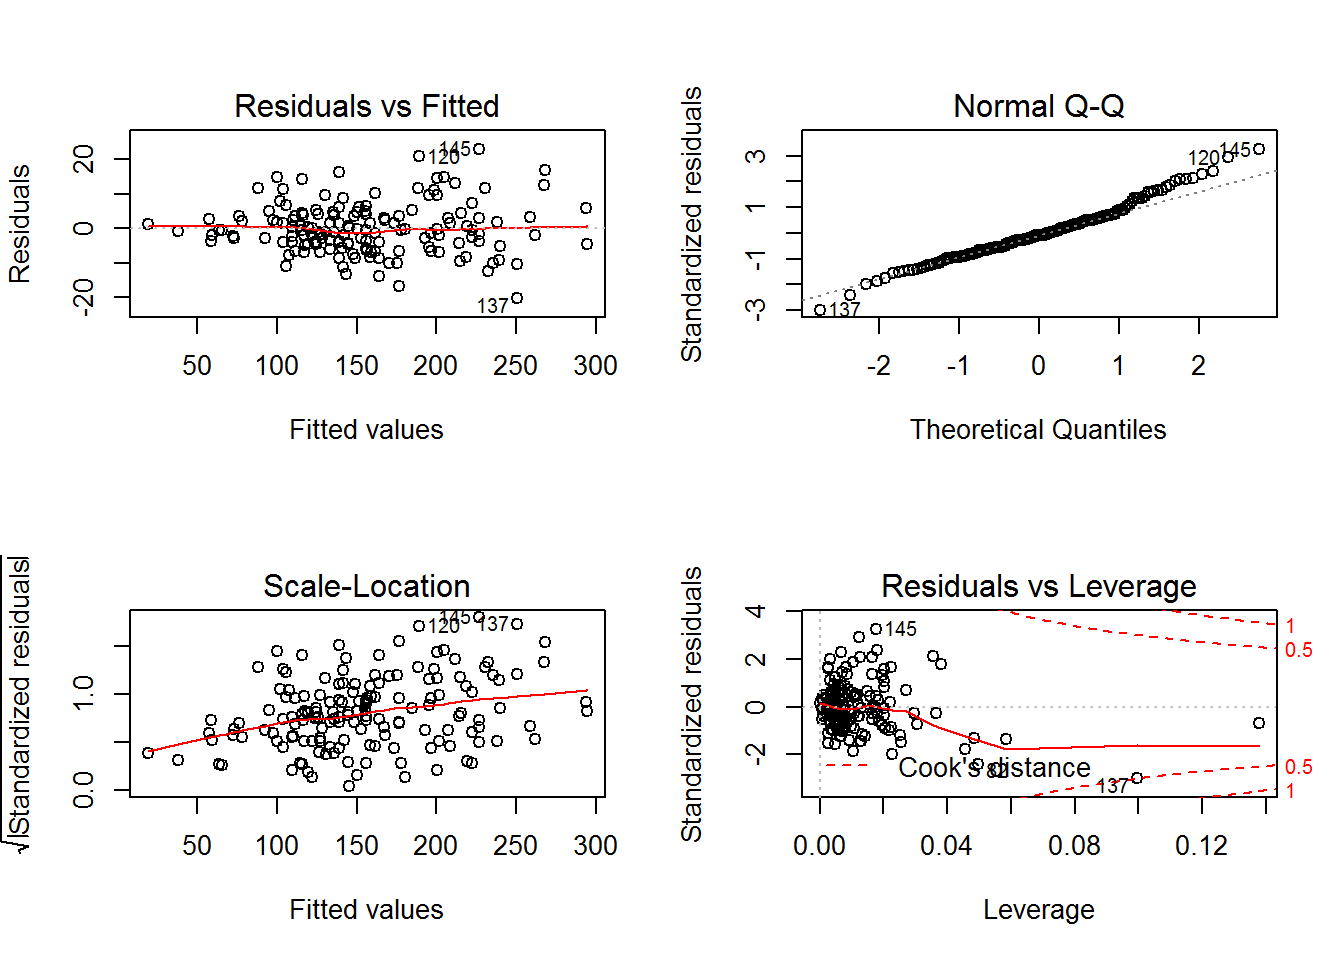 Residuals vs Fitted
Residuals
20
0
-20
145
120
137
50 100 150 200 250 300
Fitted values
Normal Q-Q
Standardized residuals
3
1
-1
-3
120
145
137
-2 -1 0 1 2
Theoretical Quantiles
Scale-Location
√|Standardized residuals|
1.0
0.0
145
120
137
50 100 150 200 250 300
Fitted values
Residuals vs Leverage
Standardized residuals
4
2
0
-2
145
1
0.5
0.5
1
Cook's distance
82
137
0.00 0.04 0.08 0.12
Leverage